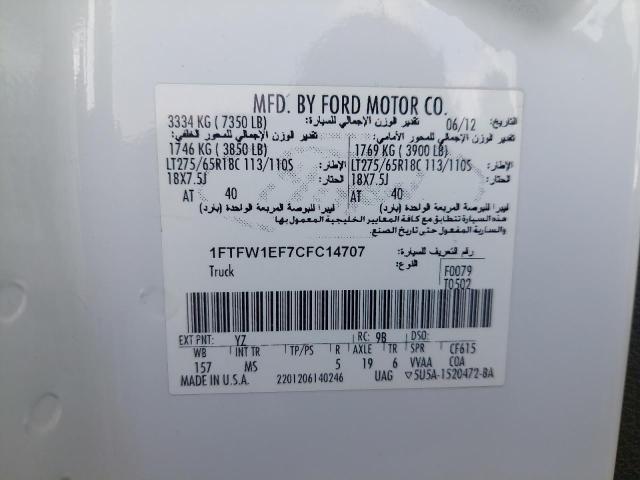 MFD. BY FORD MOTOR CO.
3334 KG ( 7350 LB) تقدير الوزن الإجمالي للسيارة: 06/12 التاريخ:
تقدير الوزن الإجمالي للمحور الخلفي: تقدير الوزن الإجمالي للمحور الأمامي:
1746 KG ( 3850 LB) 1769 KG ( 3900 LB)
LT275/65R18C 113/110S الإطار: LT275/65R18C 113/110S الإطار:
18X7.5J الحتار: 18X7.5J الحتار:
AT 40 ليبرا للبوصة المربعة الواحدة (بارد) AT 40 ليبرا للبوصة المربعة الواحدة (بارد)
هذه السيارة تتطابق مع كافة المعايير الخليجية المعمول بها
والسارية المفعول حتى تاريخ الصنع.
1FTFW1EF7CFC14707 رقم التعريف للسيارة:
Truck النوع: F0079
T0502
EXT PNT: YZ RC: 9B DSO:
WB INT TR TP/PS R AXLE TR SPR CF615
157 MS 5 19 6 VVAA COA
MADE IN U.S.A. 2201206140246 UAG ▽5U5A-1520472-BA